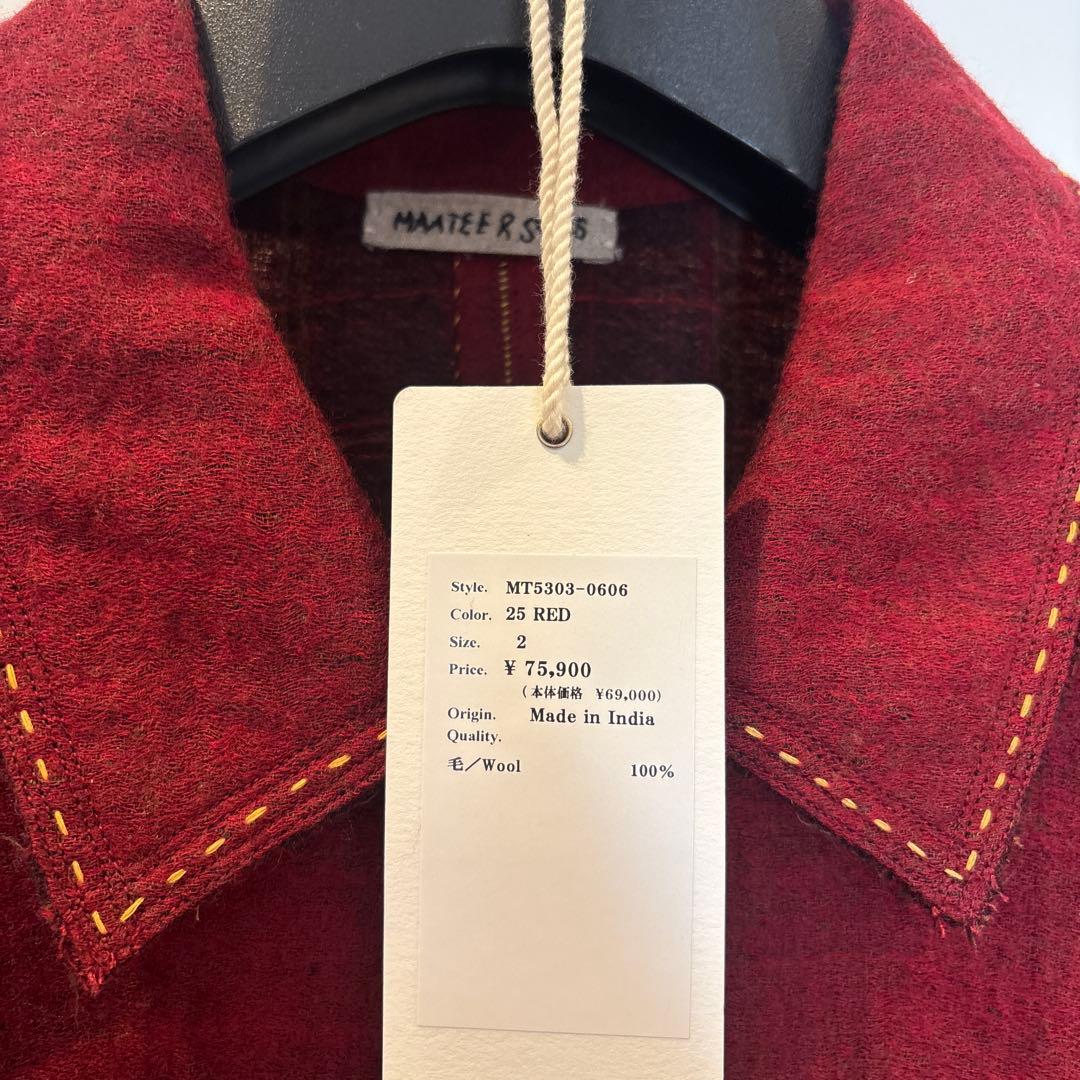 MAATEE &
Style. MT5303-0606
Color. 25 RED
Size. 2
Price. ¥ 75,900
(本体価格 ¥69,000)
Origin. Made in India
Quality.
毛／Wool 100%